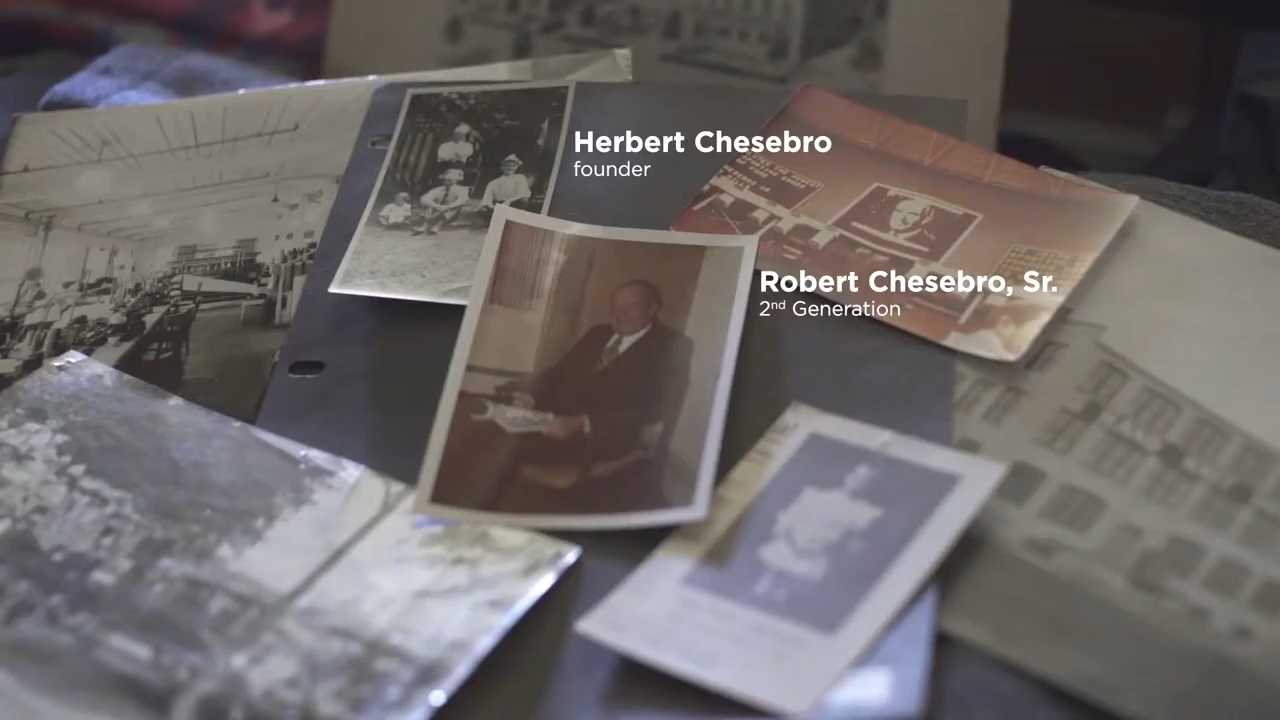 Herbert Chesebro
founder
Robert Chesebro, Sr.
2nd Generation